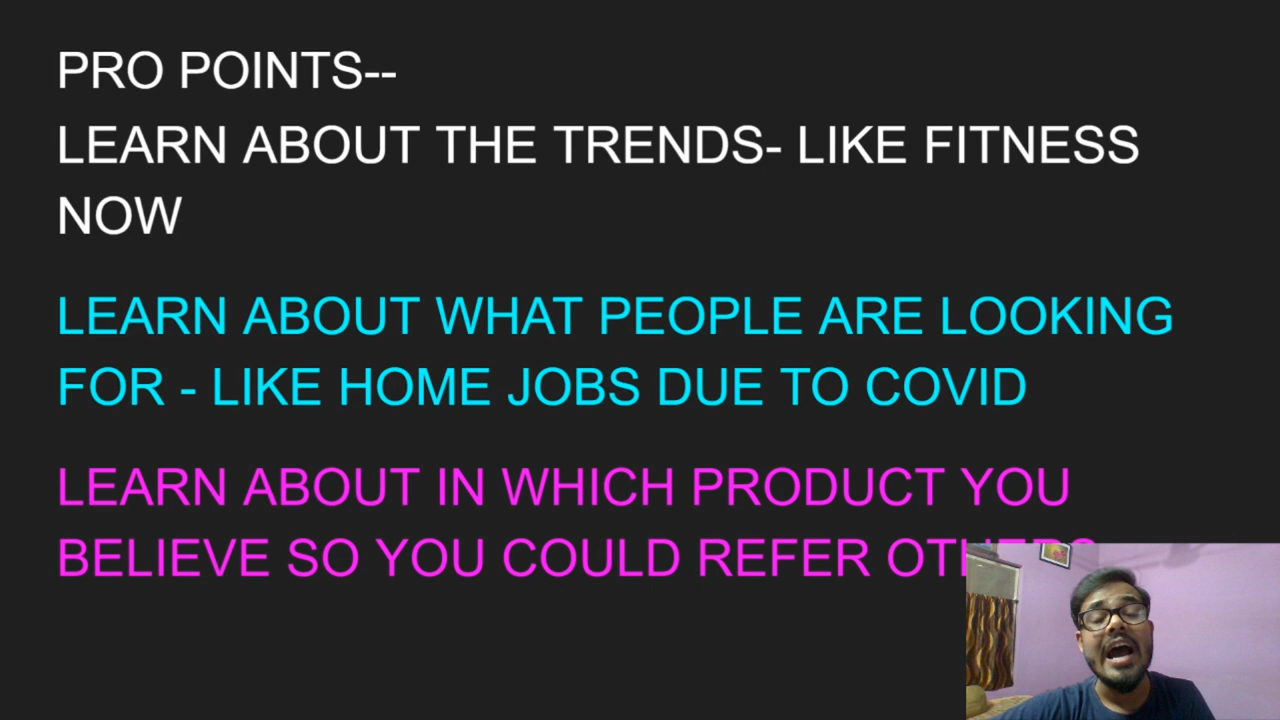 PRO POINTS--
LEARN ABOUT THE TRENDS- LIKE FITNESS
NOW
LEARN ABOUT WHAT PEOPLE ARE LOOKING
FOR - LIKE HOME JOBS DUE TO COVID
LEARN ABOUT IN WHICH PRODUCT YOU
BELIEVE SO YOU COULD REFER OTHERS